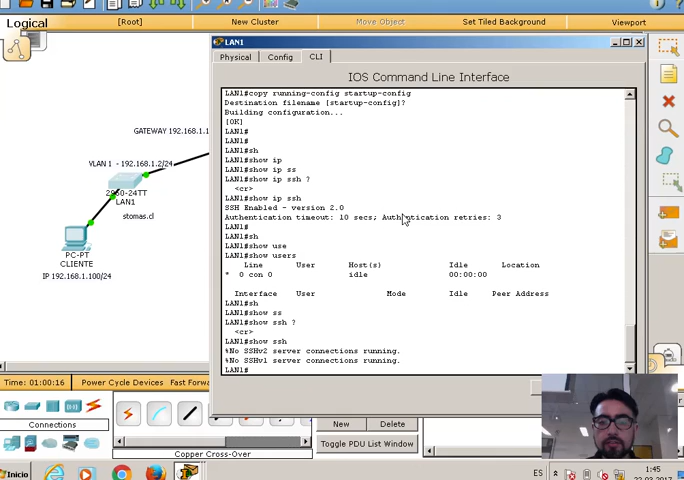 Logical
[Root]
New Cluster
Move Object
Set Tiled Background
Viewport
LAN1
Physical
Config
CLI
IOS Command Line Interface
LAN1#copy running-config startup-config
Destination filename [startup-config]?
Building configuration...
[OK]
LAN1#
LAN1#
LAN1#sh
LAN1#show ip
LAN1#show ip ss
LAN1#show ip ssh ?
<cr>
LAN1#show ip ssh
SSH Enabled - version 2.0
Authentication timeout: 10 secs; Authentication retries: 3
LAN1#
LAN1#sh
LAN1#show use
LAN1#show users
Line User Host(s) Idle Location
* 0 con 0 idle 00:00:00
Interface User Mode Idle Peer Address
LAN1#sh
LAN1#show ss
LAN1#show ssh ?
<cr>
LAN1#show ssh
%No SSHv2 server connections running.
%No SSHv1 server connections running.
LAN1#
GATEWAY 192.168.1.1
VLAN 1 - 192.168.1.2/24
2950-24TT
LAN1
stomas.cl
PC-PT
CLIENTE
IP 192.168.1.100/24
Time: 01:00:16
Power Cycle Devices
Fast Forw
Connections
Copper Cross-Over
New
Delete
Toggle PDU List Window
Inicio
ES
1:45
22.03.2017